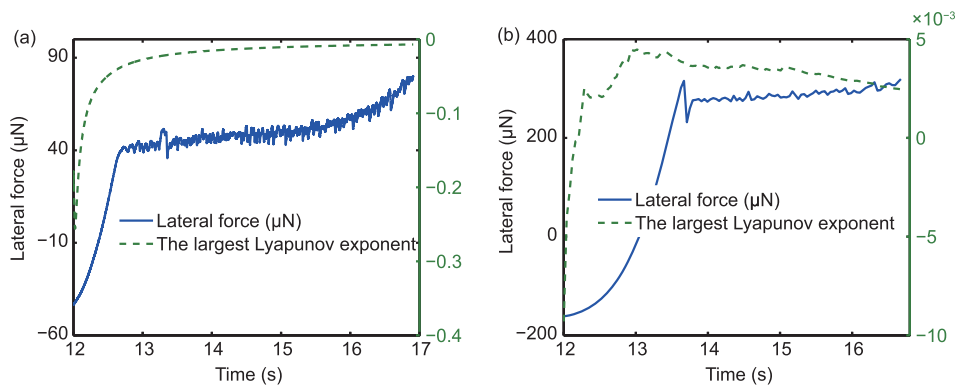 (a)
90
40
−10
−60
Lateral force (µN)
0
−0.1
−0.2
−0.3
−0.4
Lateral force (µN)
The largest Lyapunov exponent
12 13 14 15 16 17
Time (s)
(b)
×10⁻³
400
300
200
0
−200
Lateral force (µN)
5
0
−5
−10
Lateral force (µN)
The largest Lyapunov exponent
12 13 14 15 16
Time (s)